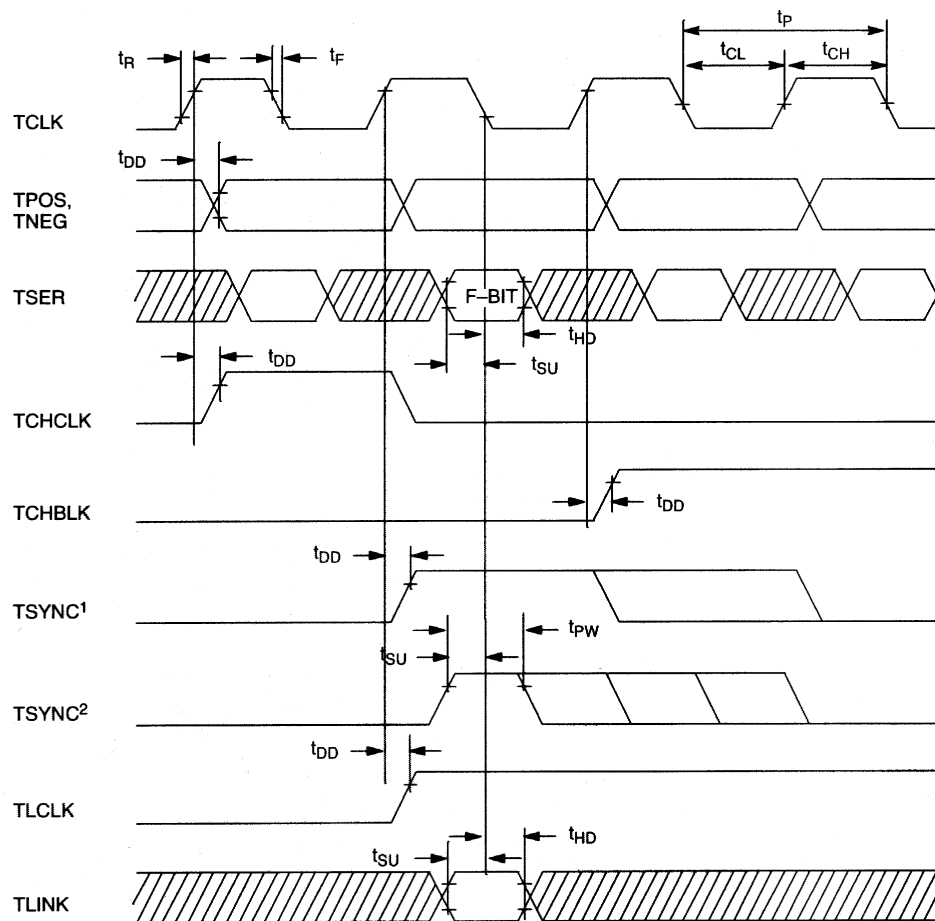 tP
tR
tF
tCL
tCH
TCLK
tDD
TPOS,
TNEG
TSER
F–BIT
tHD
tSU
tDD
TCHCLK
TCHBLK
tDD
tDD
TSYNC1
tPW
tSU
TSYNC2
tDD
TLCLK
tHD
tSU
TLINK